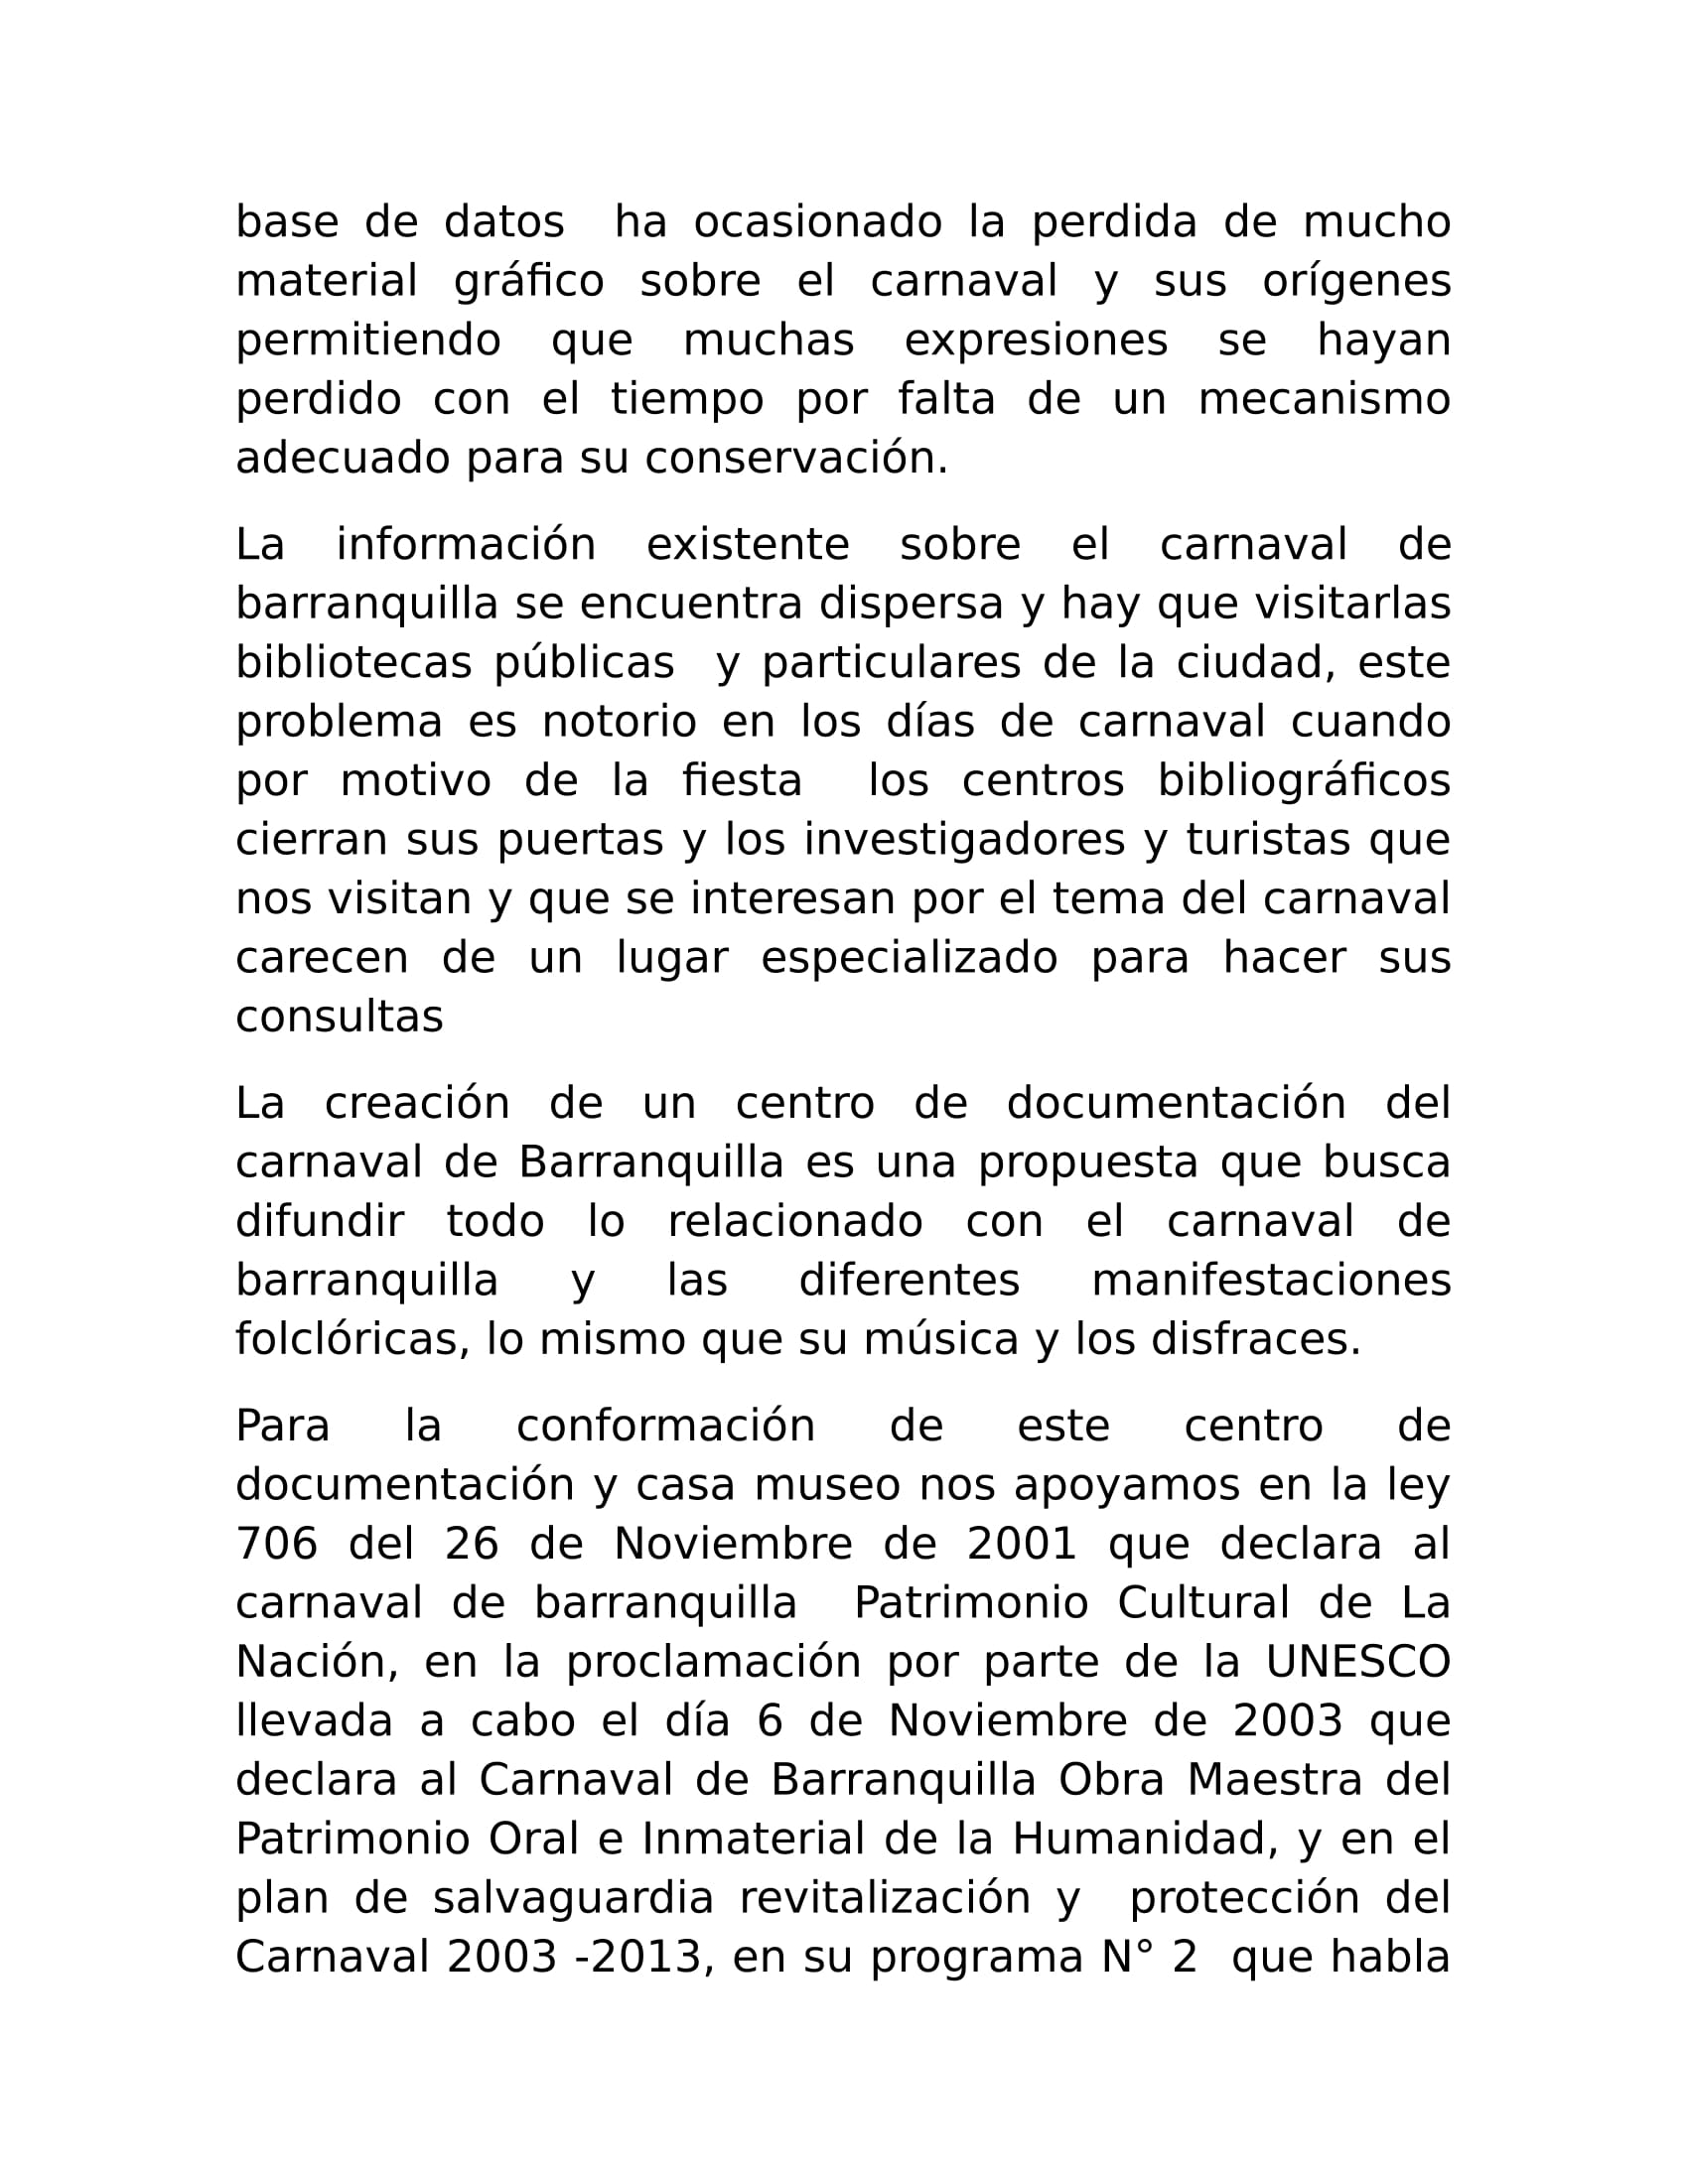 base de datos  ha ocasionado la perdida de mucho
material gráfico sobre el carnaval y sus orígenes
permitiendo que muchas expresiones se hayan
perdido con el tiempo por falta de un mecanismo
adecuado para su conservación.
La información existente sobre el carnaval de
barranquilla se encuentra dispersa y hay que visitarlas
bibliotecas públicas  y particulares de la ciudad, este
problema es notorio en los días de carnaval cuando
por motivo de la fiesta  los centros bibliográficos
cierran sus puertas y los investigadores y turistas que
nos visitan y que se interesan por el tema del carnaval
carecen de un lugar especializado para hacer sus
consultas
La creación de un centro de documentación del
carnaval de Barranquilla es una propuesta que busca
difundir todo lo relacionado con el carnaval de
barranquilla y las diferentes manifestaciones
folclóricas, lo mismo que su música y los disfraces.
Para la conformación de este centro de
documentación y casa museo nos apoyamos en la ley
706 del 26 de Noviembre de 2001 que declara al
carnaval de barranquilla  Patrimonio Cultural de La
Nación, en la proclamación por parte de la UNESCO
llevada a cabo el día 6 de Noviembre de 2003 que
declara al Carnaval de Barranquilla Obra Maestra del
Patrimonio Oral e Inmaterial de la Humanidad, y en el
plan de salvaguardia revitalización y  protección del
Carnaval 2003 -2013, en su programa N° 2  que habla